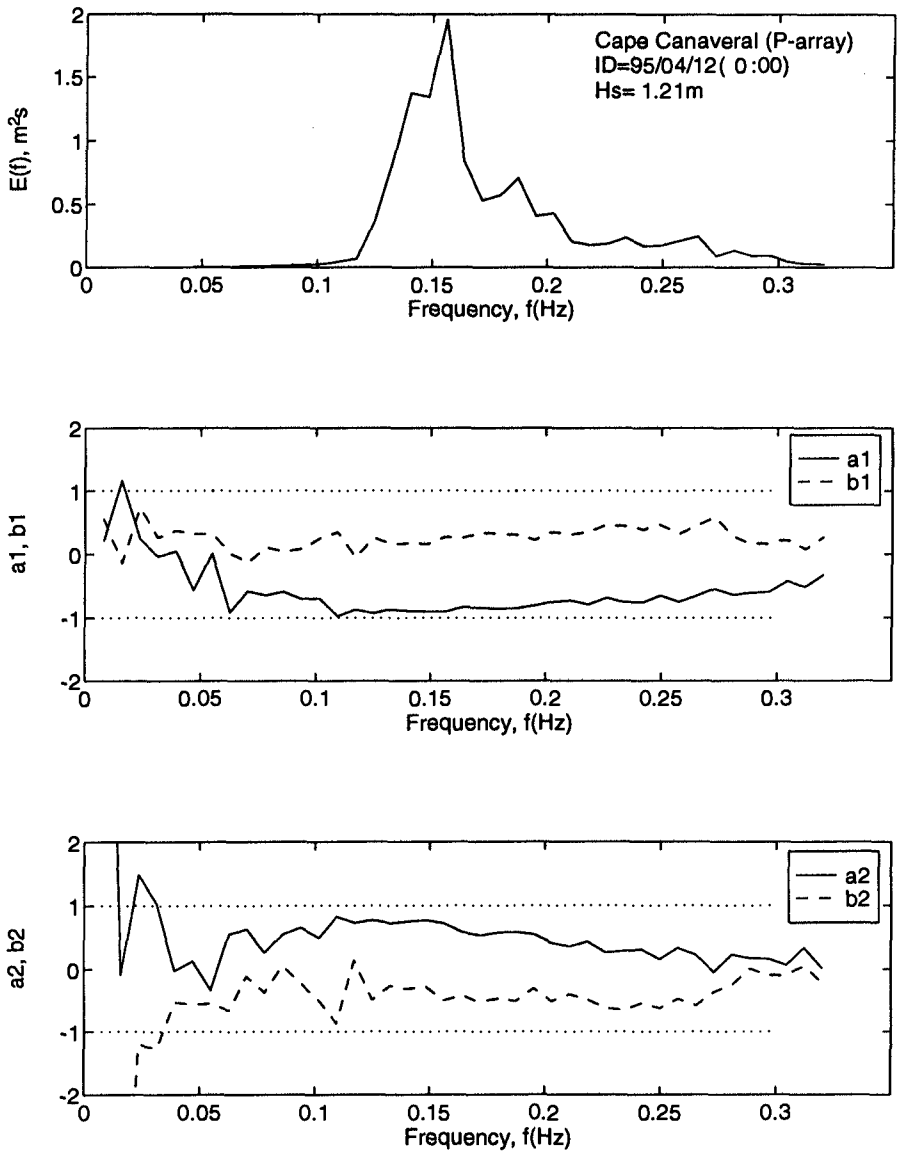 2
1.5
1
0.5
0
E(f), m²s
Cape Canaveral (P-array)
ID=95/04/12( 0:00)
Hs= 1.21m
0 0.05 0.1 0.15 0.2 0.25 0.3
Frequency, f(Hz)
2
1
0
-1
-2
a1, b1
a1
b1
0 0.05 0.1 0.15 0.2 0.25 0.3
Frequency, f(Hz)
2
1
0
-1
-2
a2, b2
a2
b2
0 0.05 0.1 0.15 0.2 0.25 0.3
Frequency, f(Hz)